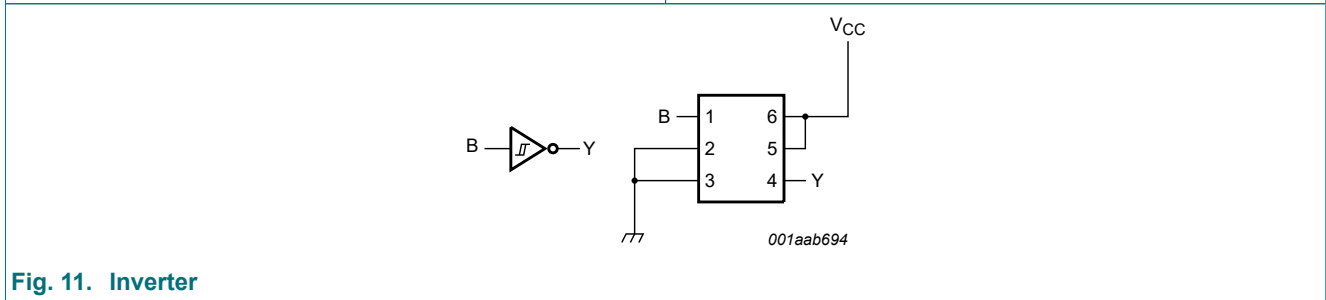 VCC
B 1 6
B Y
2 5
3 4 Y
001aab694
Fig. 11. Inverter